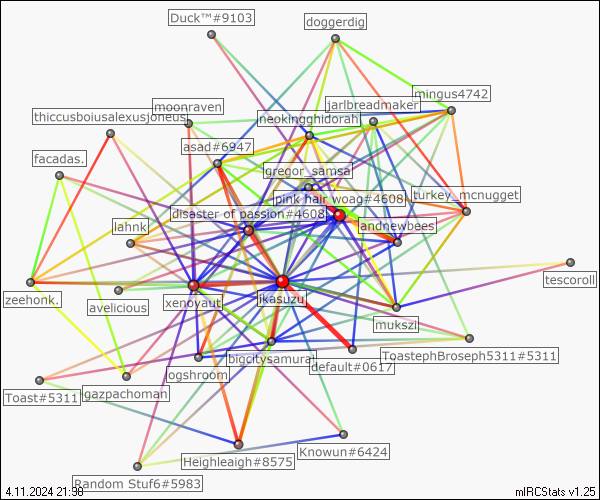 Duck™#9103
doggerdig
mingus4742
jarlbreadmaker
moonraven
thiccusboiusalexusjoneus
neokingghidorah
asad#6947
facadas.
gregor_samsa
pink hair woag#4608
turkey_mcnugget
disaster of passion#4608
andnewbees
lahnk
tescoroll
zeehonk.
avelicious
xenoyaut
jkasuzu
mukszi
bigcitysamurai
ToastephBroseph5311#5311
default#0617
ogshroom
Toast#5311
gazpachoman
Knowun#6424
Heighleaigh#8575
Random Stuf6#5983
4.11.2024 21:98
mIRCStats v1.25